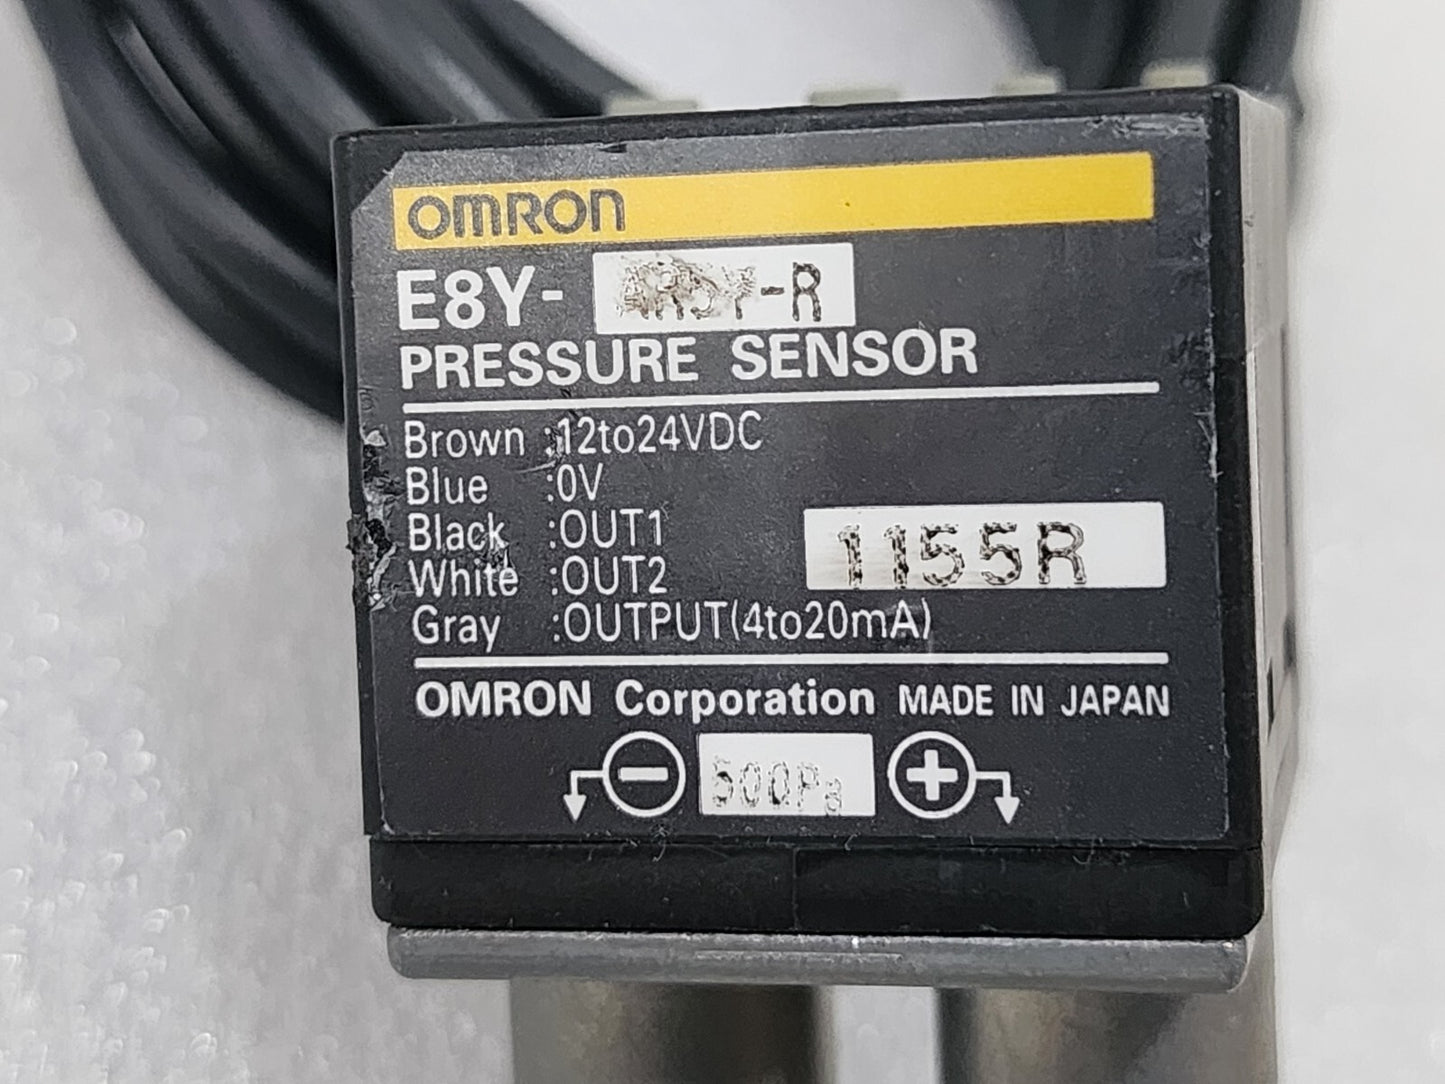 OMRON
E8Y- -R
PRESSURE SENSOR
Brown :12to24VDC
Blue :0V
Black :OUT1
White :OUT2
Gray :OUTPUT(4to20mA)
1155R
OMRON Corporation MADE IN JAPAN
− 500Pa +